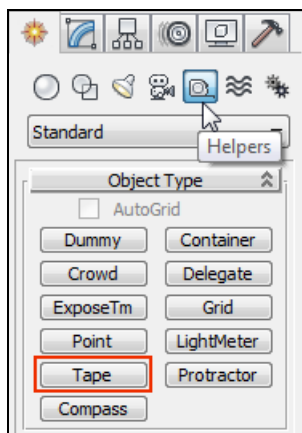 Standard
Helpers
Object Type
AutoGrid
Dummy Container
Crowd Delegate
ExposeTm Grid
Point LightMeter
Tape Protractor
Compass